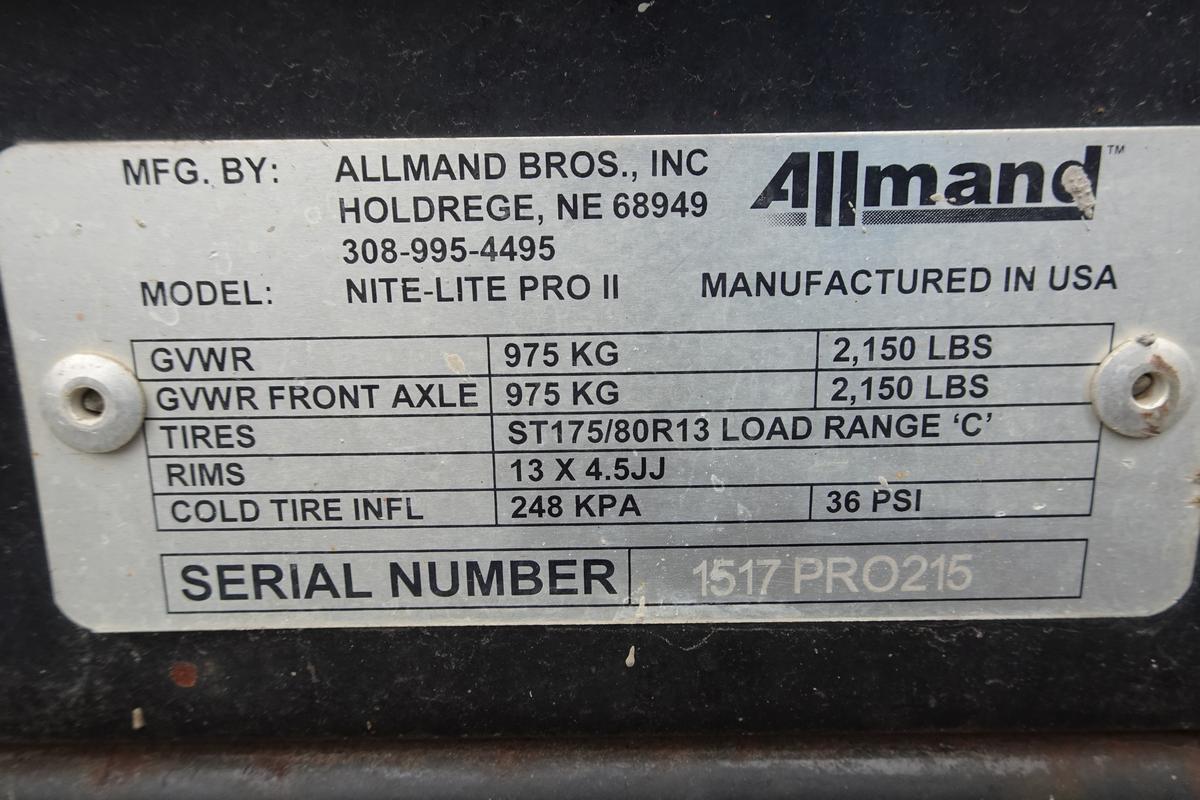 MFG. BY: ALLMAND BROS., INC
Allmand™
HOLDREGE, NE 68949
308-995-4495
MODEL: NITE-LITE PRO II MANUFACTURED IN USA
GVWR 975 KG 2,150 LBS
GVWR FRONT AXLE 975 KG 2,150 LBS
TIRES ST175/80R13 LOAD RANGE ‘C’
RIMS 13 X 4.5JJ
COLD TIRE INFL 248 KPA 36 PSI
SERIAL NUMBER 1517PRO215